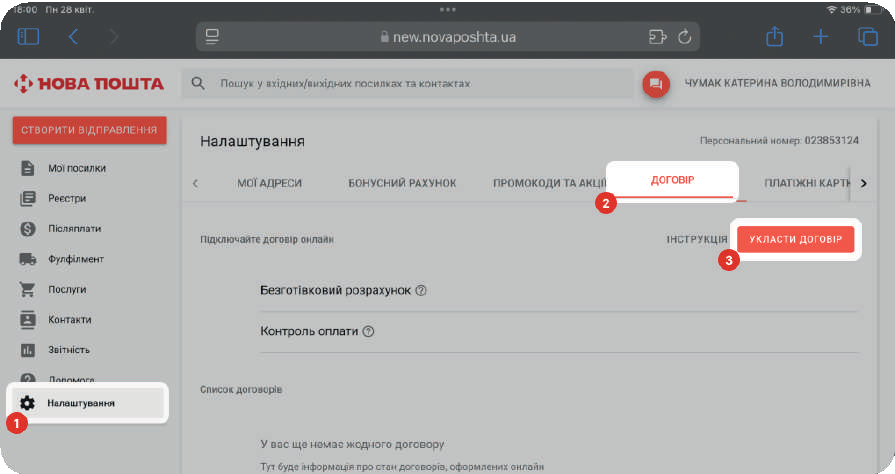 18:00 Пн 28 квіт.
36%
new.novaposhta.ua
НОВА ПОШТА
Пошук у вхідних/вихідних посилках та контактах
ЧУМАК КАТЕРИНА ВОЛОДИМИРІВНА
СТВОРИТИ ВІДПРАВЛЕННЯ
Мої посилки
Реєстри
Післяплати
Фулфілмент
Послуги
Контакти
Звітність
Допомога
Налаштування
1
Налаштування
Персональний номер: 023853124
МОЇ АДРЕСИ
БОНУСНИЙ РАХУНОК
ПРОМОКОДИ ТА АКЦІЇ
ДОГОВІР
ПЛАТІЖНІ КАРТК
2
Підключайте договір онлайн
ІНСТРУКЦІЯ
УКЛАСТИ ДОГОВІР
3
Безготівковий розрахунок
Контроль оплати
Список договорів
У вас ще немає жодного договору
Тут буде інформація про стан договорів, оформлених онлайн